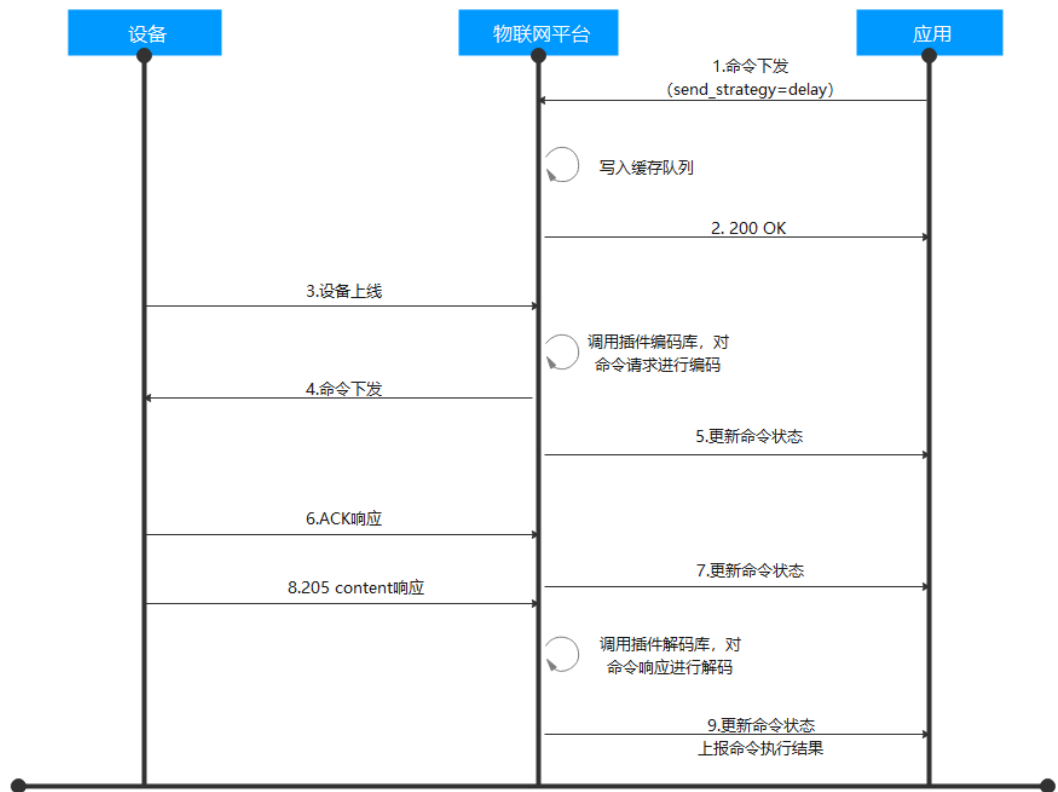 设备
物联网平台
应用
1.命令下发
（send_strategy=delay）
写入缓存队列
2. 200 OK
3.设备上线
调用插件编码库，对
命令请求进行编码
4.命令下发
5.更新命令状态
6.ACK响应
7.更新命令状态
8.205 content响应
调用插件解码库，对
命令响应进行解码
9.更新命令状态
上报命令执行结果